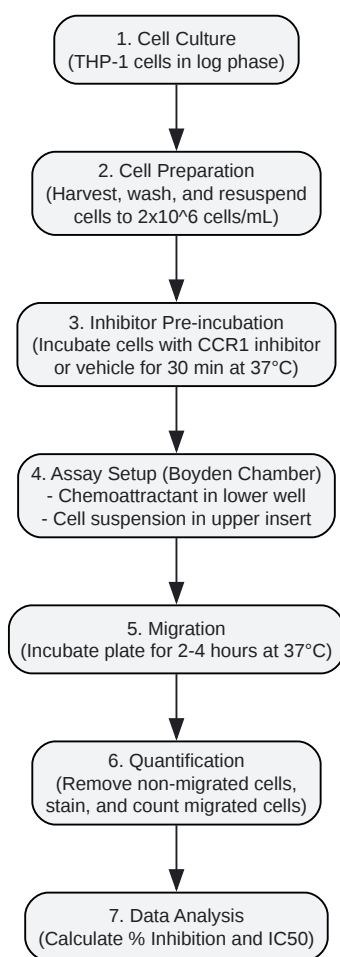 1. Cell Culture
(THP-1 cells in log phase)
2. Cell Preparation
(Harvest, wash, and resuspend
cells to 2x10^6 cells/mL)
3. Inhibitor Pre-incubation
(Incubate cells with CCR1 inhibitor
or vehicle for 30 min at 37°C)
4. Assay Setup (Boyden Chamber)
- Chemoattractant in lower well
- Cell suspension in upper insert
5. Migration
(Incubate plate for 2-4 hours at 37°C)
6. Quantification
(Remove non-migrated cells,
stain, and count migrated cells)
7. Data Analysis
(Calculate % Inhibition and IC50)